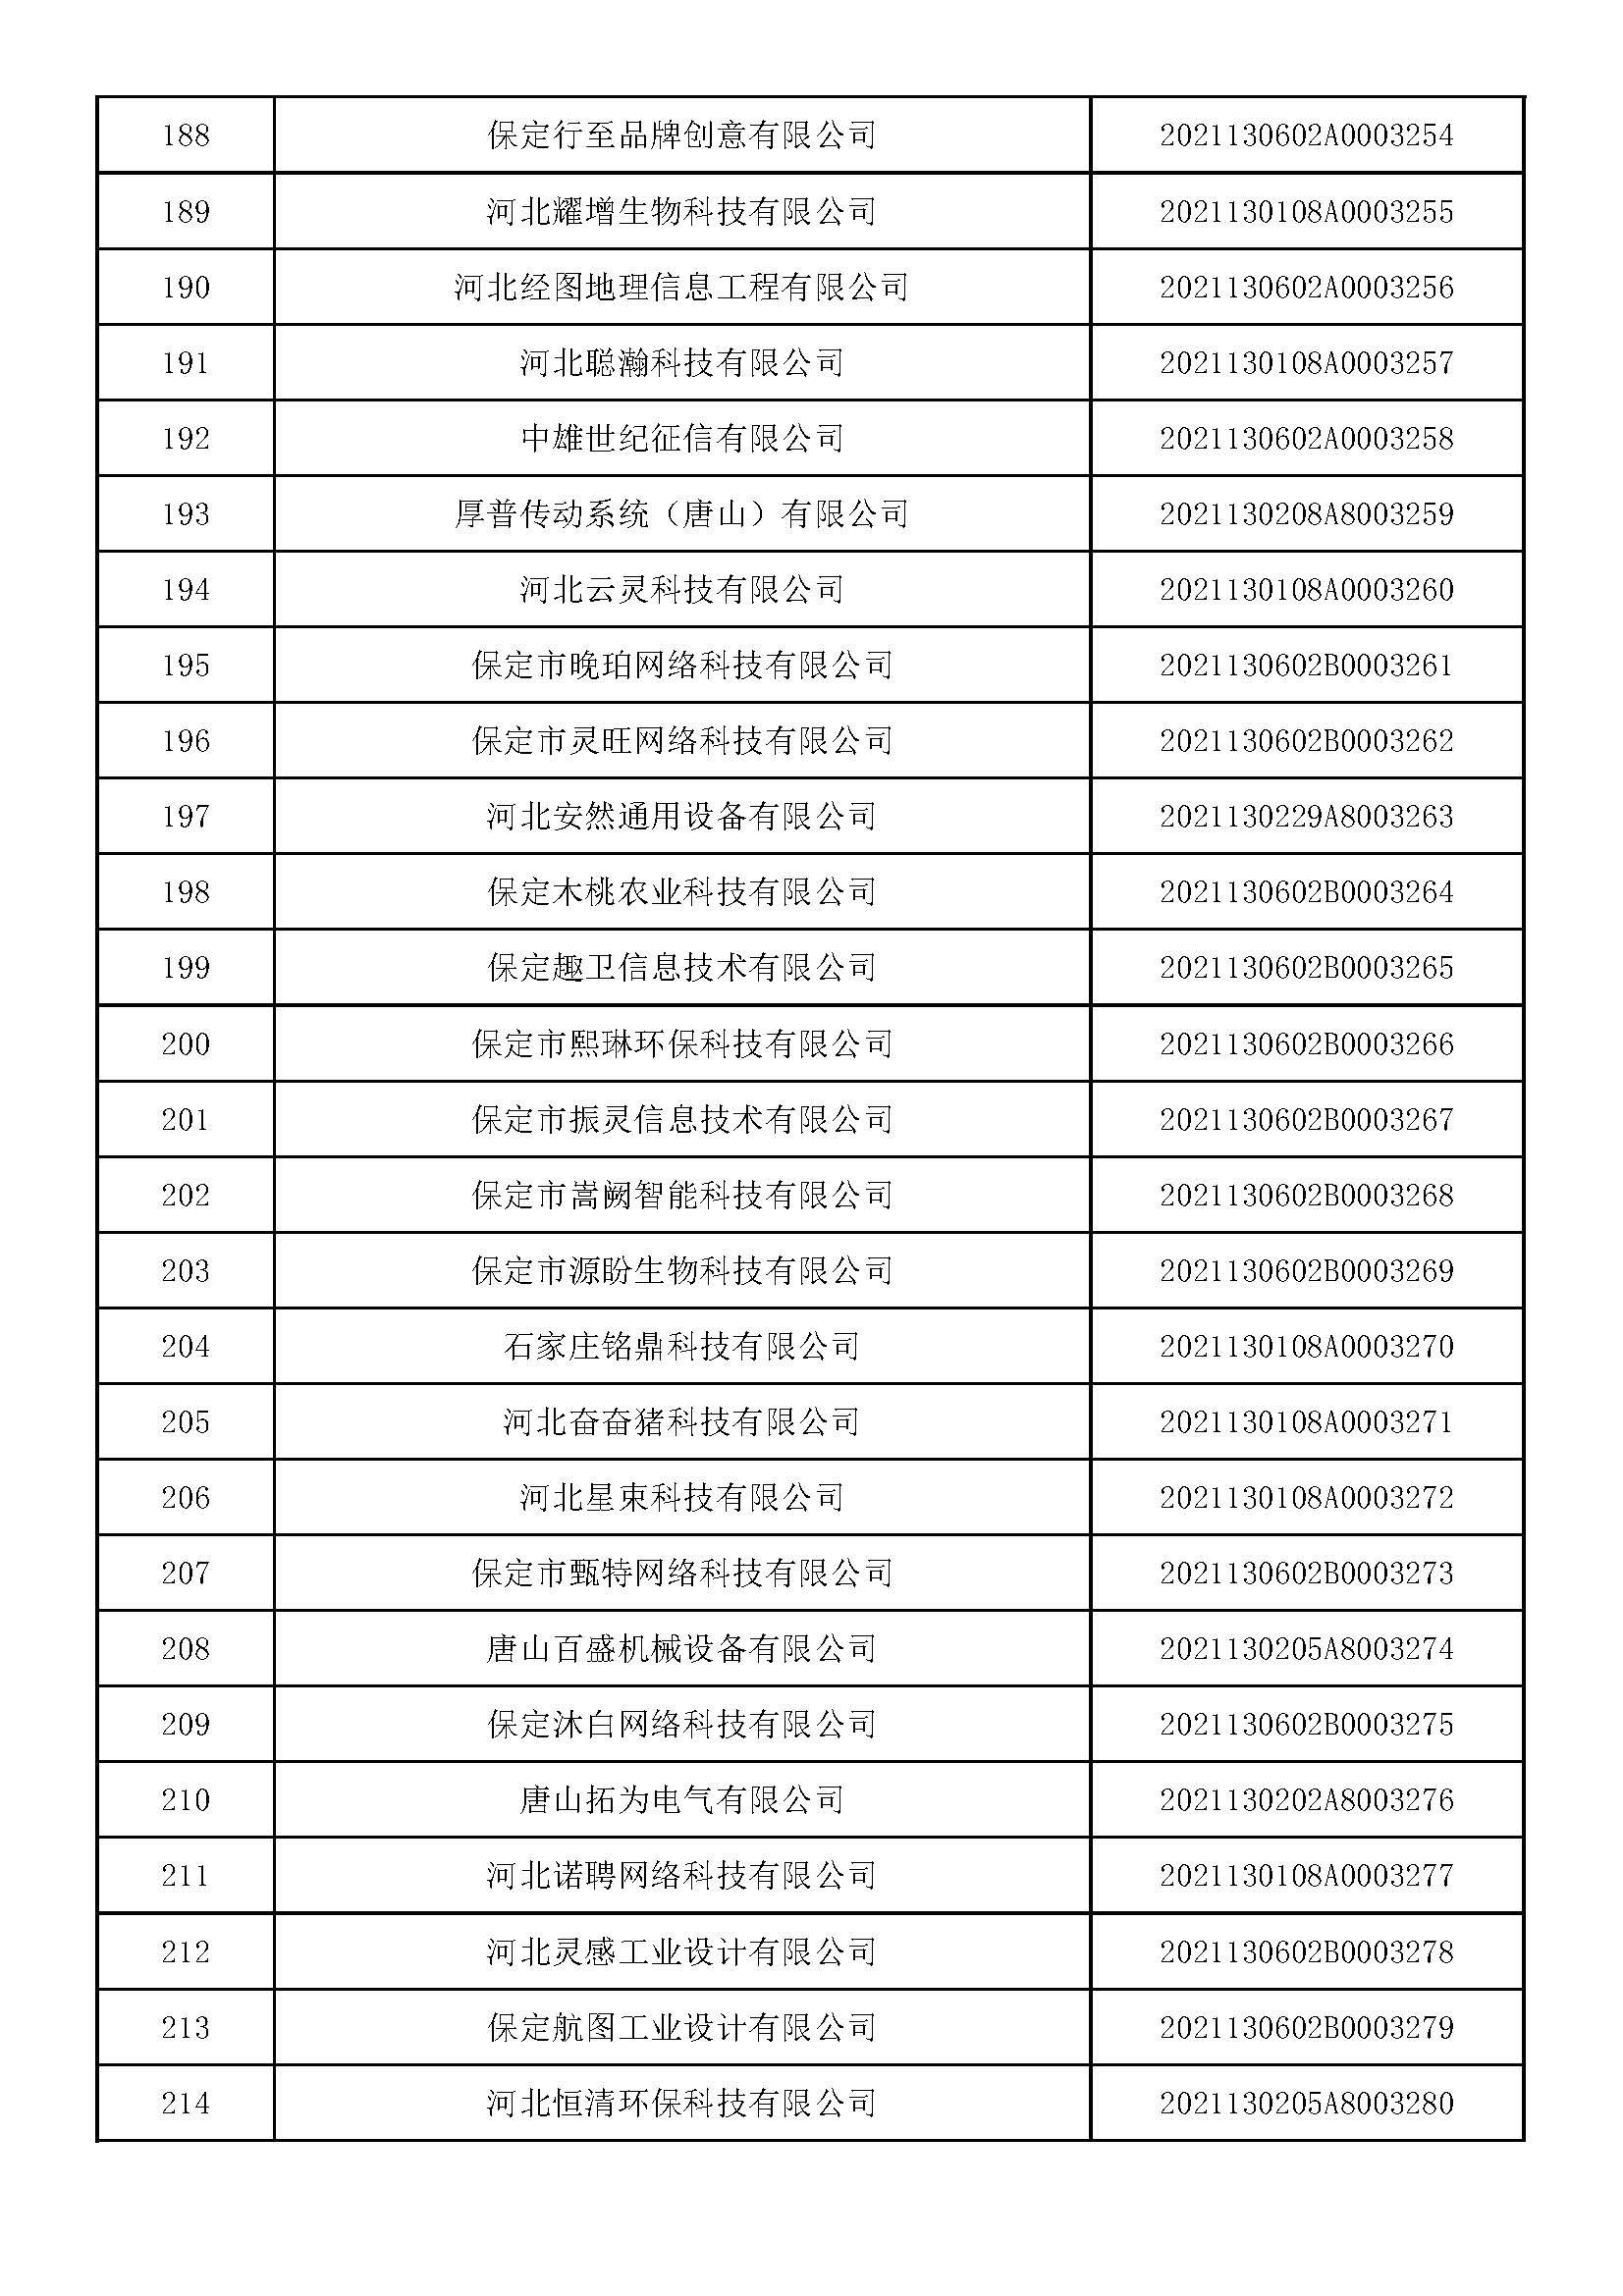 188 保定行至品牌创意有限公司 2021130602A0003254
189 河北耀增生物科技有限公司 2021130108A0003255
190 河北经图地理信息工程有限公司 2021130602A0003256
191 河北聪瀚科技有限公司 2021130108A0003257
192 中雄世纪征信有限公司 2021130602A0003258
193 厚普传动系统（唐山）有限公司 2021130208A8003259
194 河北云灵科技有限公司 2021130108A0003260
195 保定市晚珀网络科技有限公司 2021130602B0003261
196 保定市灵旺网络科技有限公司 2021130602B0003262
197 河北安然通用设备有限公司 2021130229A8003263
198 保定木桃农业科技有限公司 2021130602B0003264
199 保定趣卫信息技术有限公司 2021130602B0003265
200 保定市熙琳环保科技有限公司 2021130602B0003266
201 保定市振灵信息技术有限公司 2021130602B0003267
202 保定市嵩阙智能科技有限公司 2021130602B0003268
203 保定市源盼生物科技有限公司 2021130602B0003269
204 石家庄铭鼎科技有限公司 2021130108A0003270
205 河北奋奋猪科技有限公司 2021130108A0003271
206 河北星束科技有限公司 2021130108A0003272
207 保定市甄特网络科技有限公司 2021130602B0003273
208 唐山百盛机械设备有限公司 2021130205A8003274
209 保定沐白网络科技有限公司 2021130602B0003275
210 唐山拓为电气有限公司 2021130202A8003276
211 河北诺聘网络科技有限公司 2021130108A0003277
212 河北灵感工业设计有限公司 2021130602B0003278
213 保定航图工业设计有限公司 2021130602B0003279
214 河北恒清环保科技有限公司 2021130205A8003280